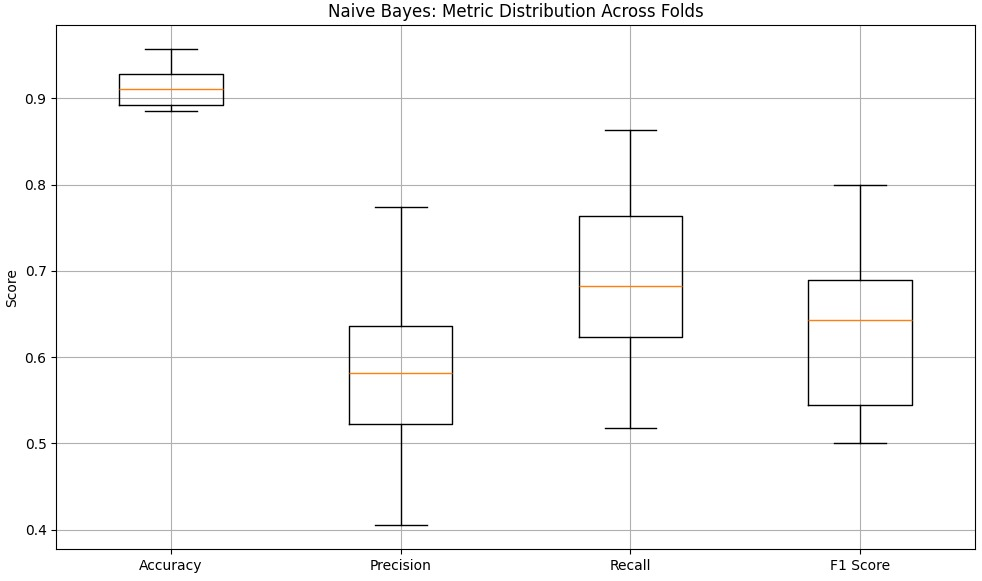 Naive Bayes: Metric Distribution Across Folds
Score
0.9
0.8
0.7
0.6
0.5
0.4
Accuracy Precision Recall F1 Score